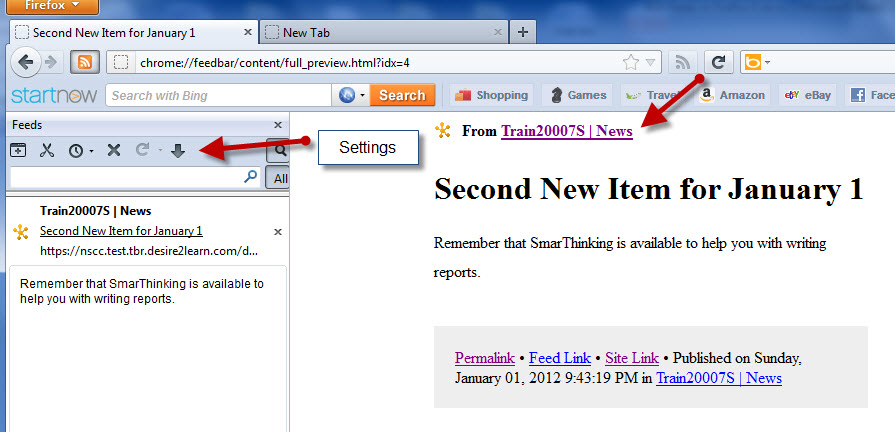 Firefox
Second New Item for January 1
New Tab
chrome://feedbar/content/full_preview.html?idx=4
startnow Search with Bing Search Shopping Games Travel Amazon eBay Face
Feeds
Settings
All
Train20007S | News
Second New Item for January 1
https://nscc.test.tbr.desire2learn.com/d...
Remember that SmarThinking is available to
help you with writing reports.
From Train20007S | News
Second New Item for January 1
Remember that SmarThinking is available to help you with writing
reports.
Permalink • Feed Link • Site Link • Published on Sunday,
January 01, 2012 9:43:19 PM in Train20007S | News